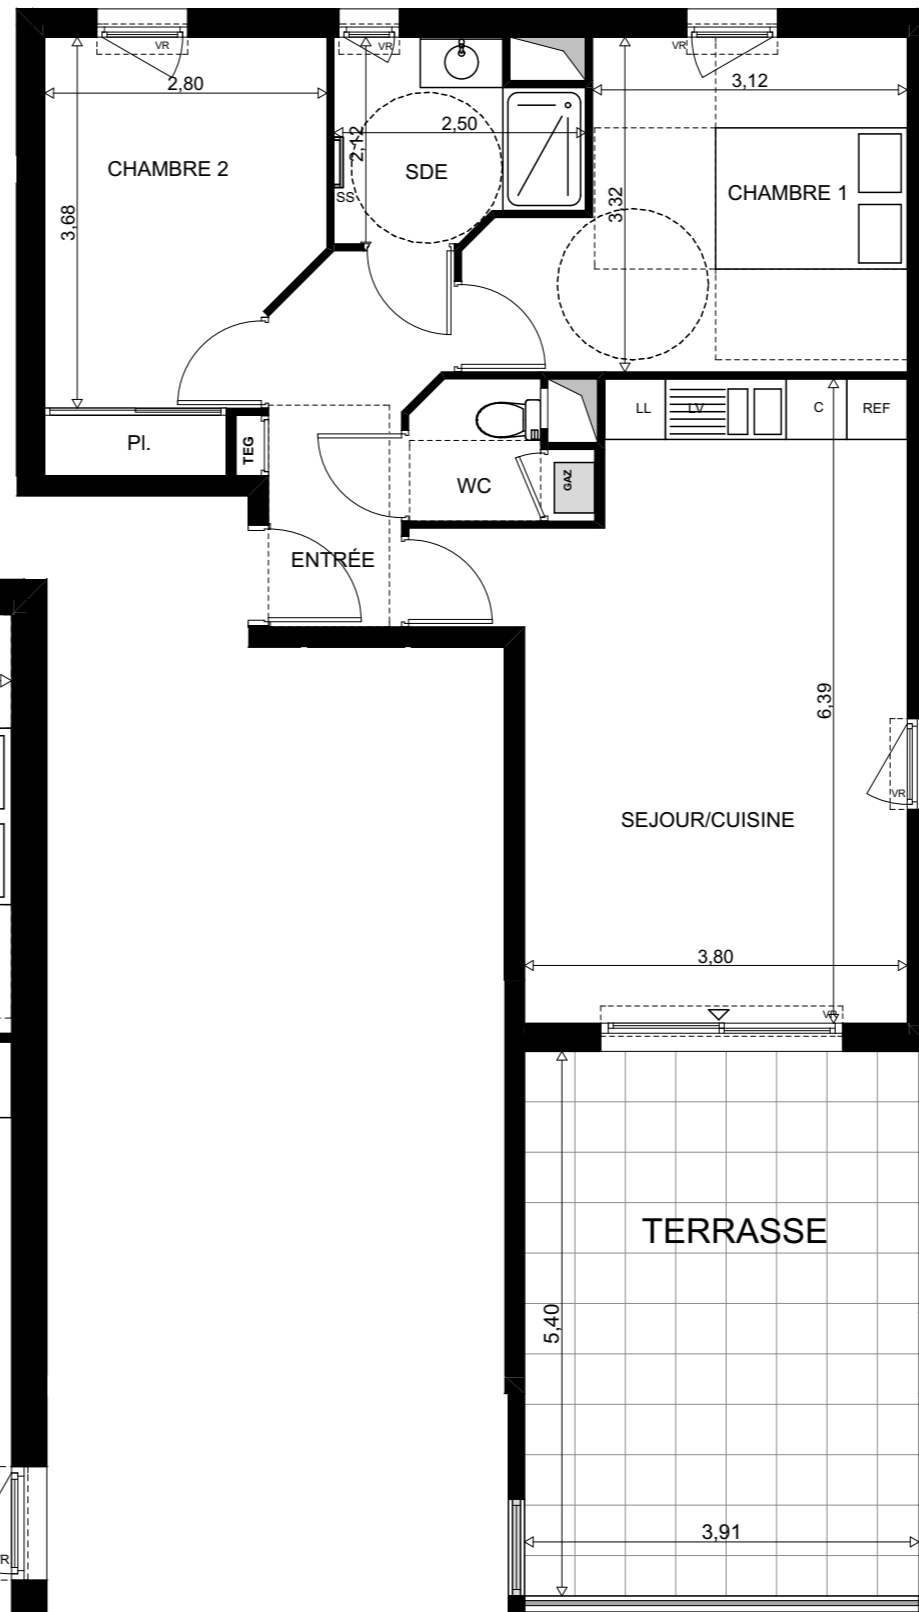 VR
VR
VR
2,80
2,50
3,12
2,12
CHAMBRE 2
SDE
CHAMBRE 1
SS
3,68
3,32
LL
LV
C
REF
Pl.
TEG
WC
GAZ
ENTRÉE
6,39
VR
SEJOUR/CUISINE
3,80
VR
TERRASSE
5,40
3,91
VR